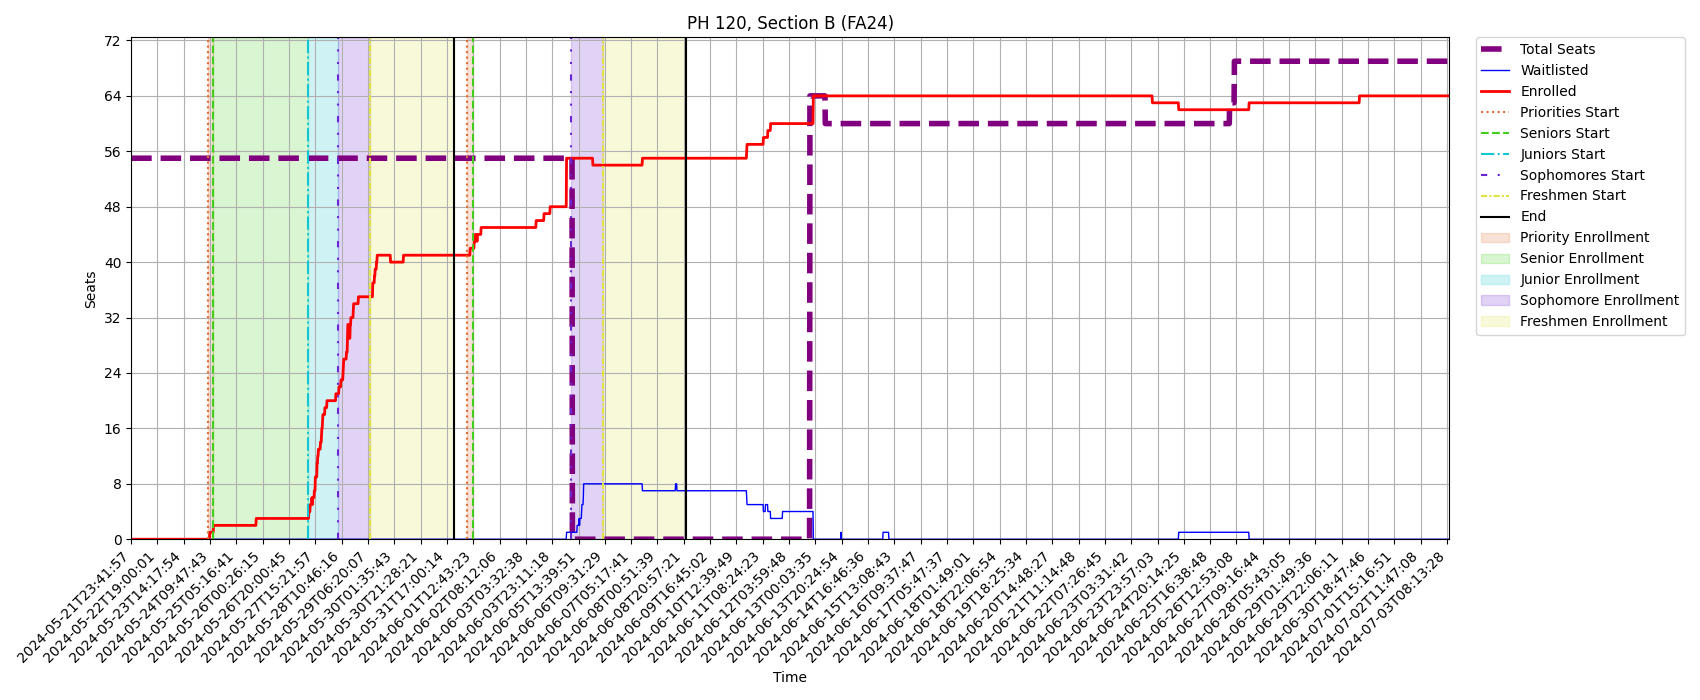 PH 120, Section B (FA24)
72
64
56
48
40
32
24
16
8
0
Seats
2024-05-21T23:41:57
2024-05-22T19:00:01
2024-05-23T14:17:54
2024-05-24T09:47:43
2024-05-25T05:16:41
2024-05-26T00:26:15
2024-05-26T20:00:45
2024-05-27T15:21:57
2024-05-28T10:46:16
2024-05-29T06:20:07
2024-05-30T01:35:43
2024-05-30T21:28:21
2024-05-31T17:00:14
2024-06-01T12:43:23
2024-06-02T08:12:06
2024-06-03T03:32:38
2024-06-03T23:11:18
2024-06-05T13:39:51
2024-06-06T09:31:29
2024-06-07T05:17:41
2024-06-08T00:51:39
2024-06-08T20:57:21
2024-06-09T16:45:02
2024-06-10T12:39:49
2024-06-11T08:24:23
2024-06-12T03:59:48
2024-06-13T00:03:35
2024-06-13T20:24:54
2024-06-14T16:46:36
2024-06-15T13:08:43
2024-06-16T09:37:47
2024-06-17T05:47:37
2024-06-18T01:49:01
2024-06-18T22:06:54
2024-06-19T18:25:34
2024-06-20T14:48:27
2024-06-21T11:14:48
2024-06-22T07:26:45
2024-06-23T03:31:42
2024-06-23T23:57:03
2024-06-24T20:14:25
2024-06-25T16:38:48
2024-06-26T12:53:08
2024-06-27T09:16:44
2024-06-28T05:43:05
2024-06-29T01:49:36
2024-06-29T22:06:11
2024-06-30T18:47:46
2024-07-01T15:16:51
2024-07-02T11:47:08
2024-07-03T08:13:28
Time
Total Seats
Waitlisted
Enrolled
Priorities Start
Seniors Start
Juniors Start
Sophomores Start
Freshmen Start
End
Priority Enrollment
Senior Enrollment
Junior Enrollment
Sophomore Enrollment
Freshmen Enrollment